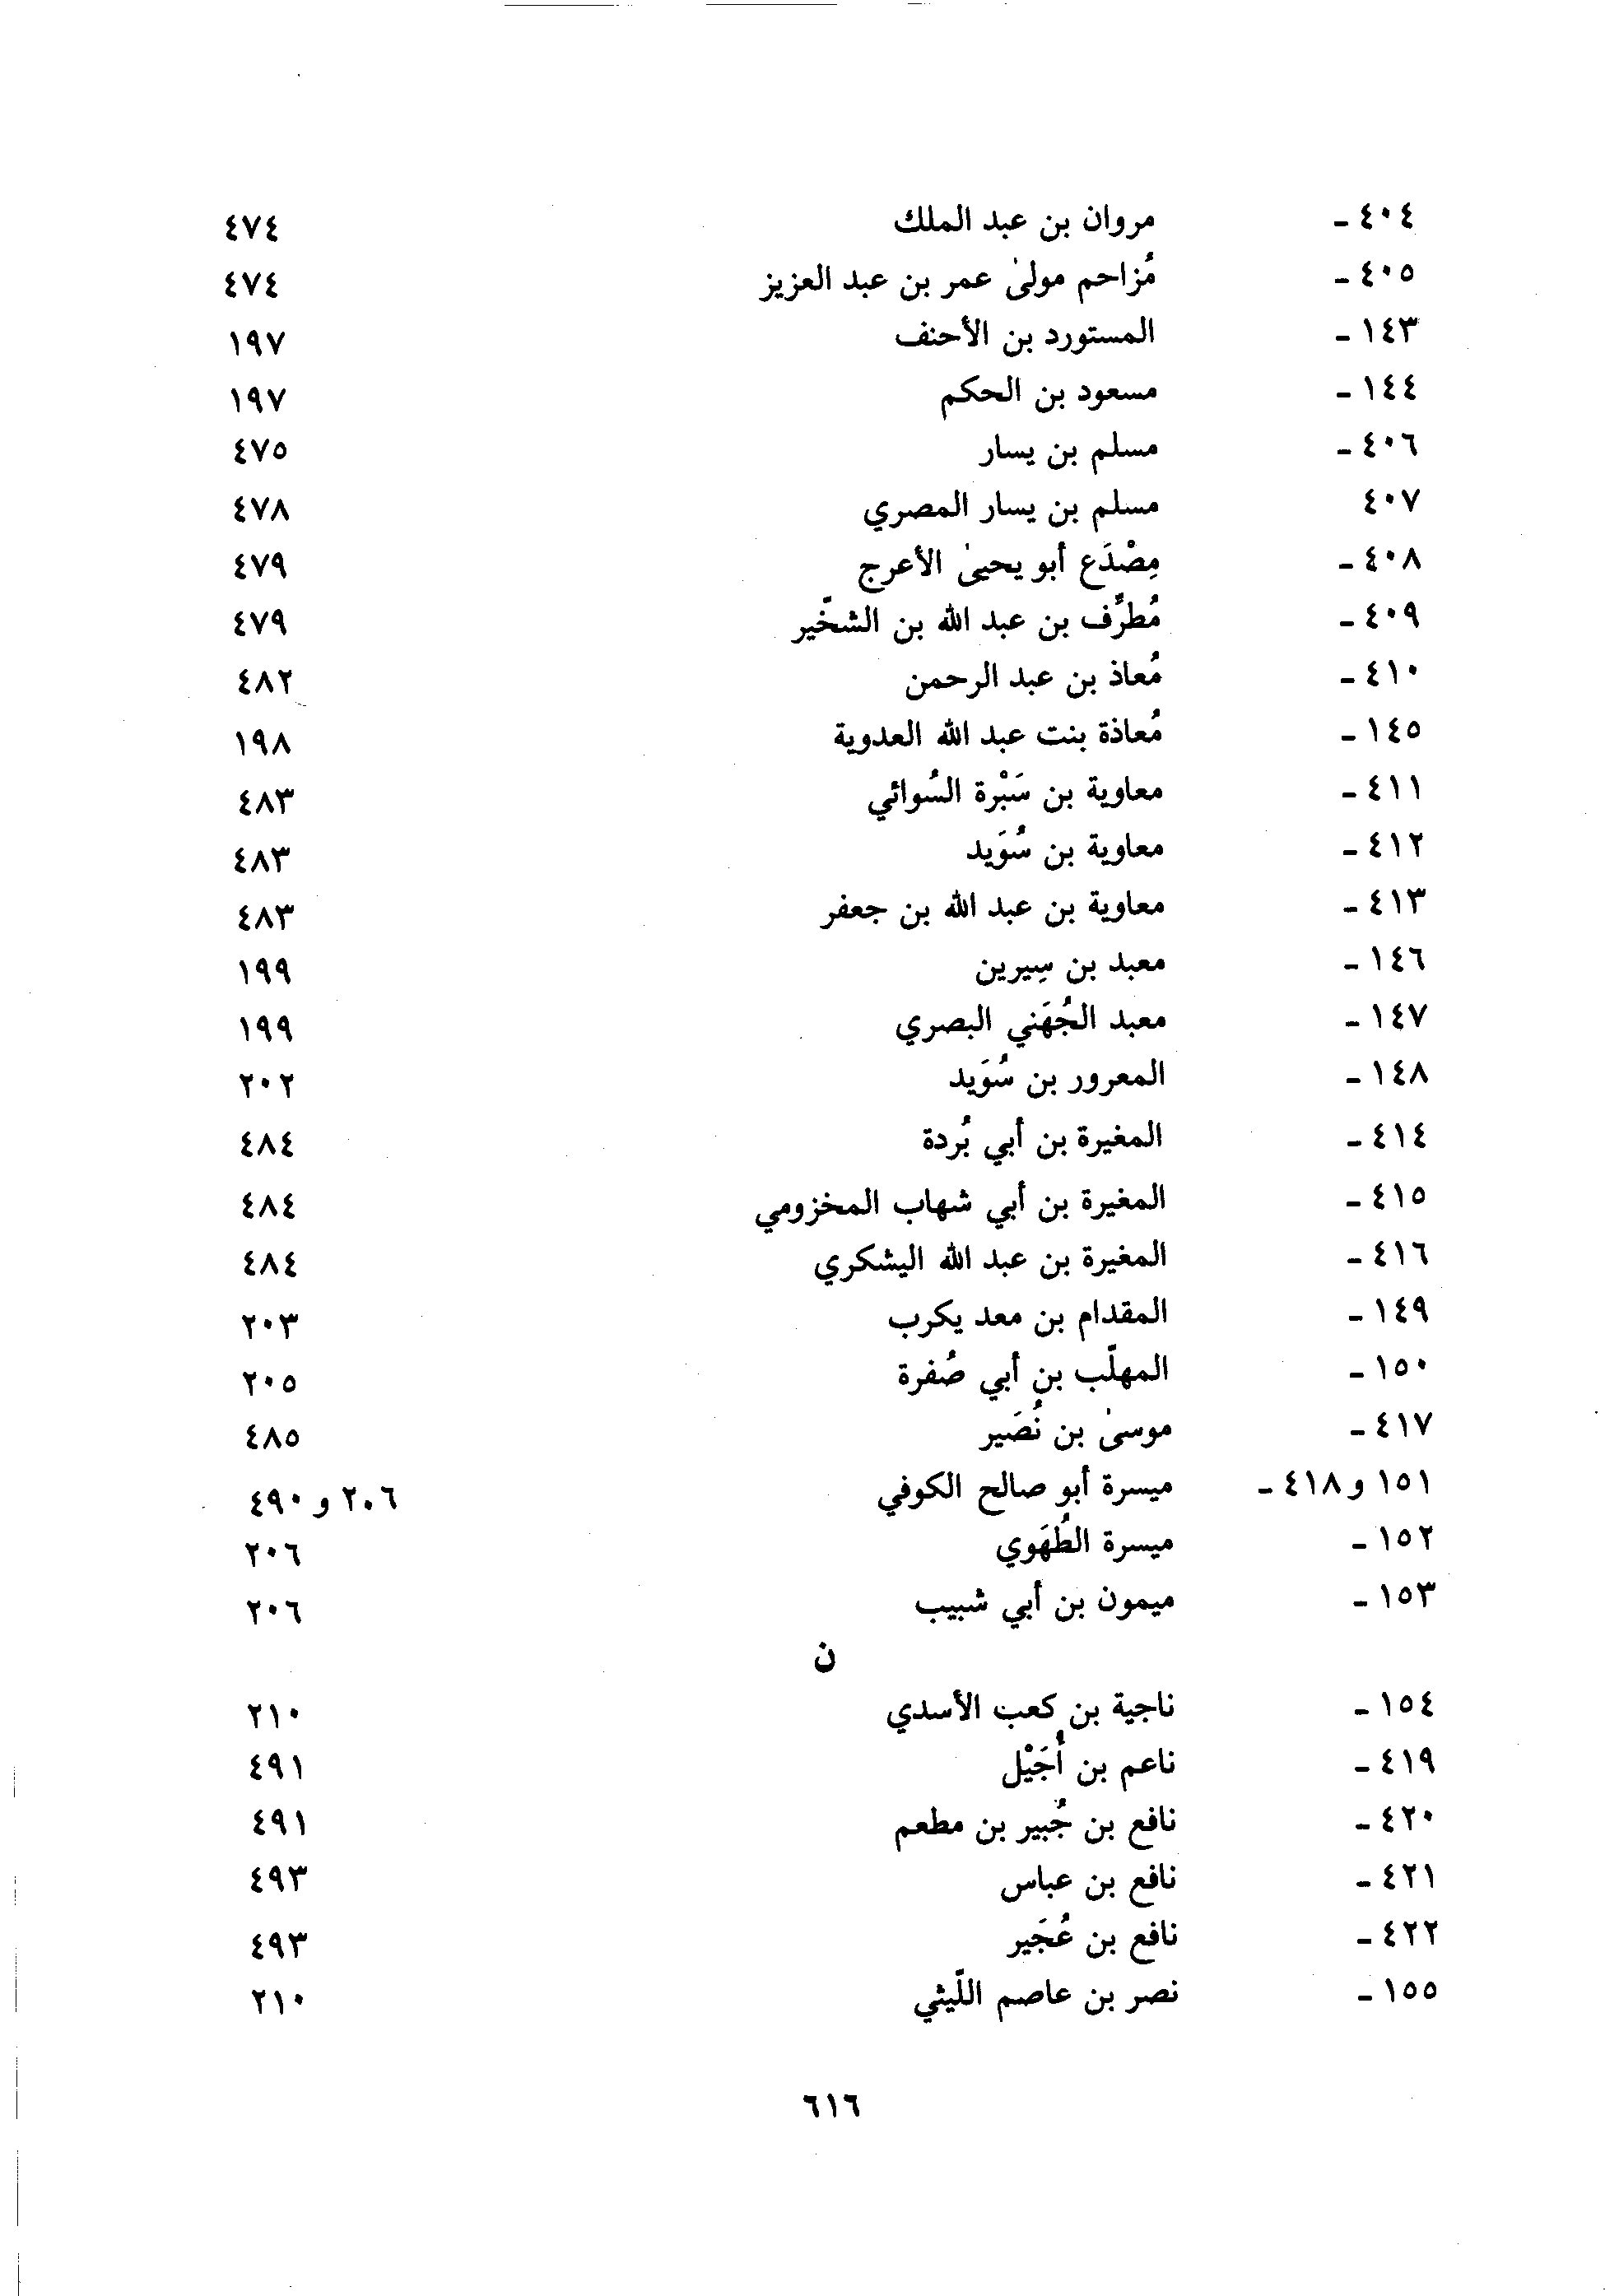 ٤٠٤ - مروان بن عبد الملك ٤٧٤
٤٠٥ - مُزاحم مولىٰ عمر بن عبد العزيز ٤٧٤
١٤٣ - المستورد بن الأحنف ١٩٧
١٤٤ - مسعود بن الحكم ١٩٧
٤٠٦ - مسلم بن يسار ٤٧٥
٤٠٧ مسلم بن يسار المصري ٤٧٨
٤٠٨ - مِصْدَع أبو يحيىٰ الأعرج ٤٧٩
٤٠٩ - مُطرِّف بن عبد الله بن الشخّير ٤٧٩
٤١٠ - مُعاذ بن عبد الرحمن ٤٨٢
١٤٥ - مُعاذة بنت عبد الله العدوية ١٩٨
٤١١ - معاوية بن سَبْرة السُوائي ٤٨٣
٤١٢ - معاوية بن سُوَيد ٤٨٣
٤١٣ - معاوية بن عبد الله بن جعفر ٤٨٣
١٤٦ - معبد بن سِيرين ١٩٩
١٤٧ - معبد الجُهَني البصري ١٩٩
١٤٨ - المعرور بن سُوَيد ٢٠٢
٤١٤ - المغيرة بن أبي بُردة ٤٨٤
٤١٥ - المغيرة بن أبي شهاب المخزومي ٤٨٤
٤١٦ - المغيرة بن عبد الله اليشكري ٤٨٤
١٤٩ - المقدام بن معد يكرب ٢٠٣
١٥٠ - المهلّب بن أبي صُفرة ٢٠٥
٤١٧ - موسىٰ بن نُصَير ٤٨٥
١٥١ و ٤١٨ - ميسرة أبو صالح الكوفي ٢٠٦ و ٤٩٠
١٥٢ - ميسرة الطُهَوي ٢٠٦
١٥٣ - ميمون بن أبي شبيب ٢٠٦
ن
١٥٤ - ناجية بن كعب الأسدي ٢١٠
٤١٩ - ناعم بن أُجَيْل ٤٩١
٤٢٠ - نافع بن جُبير بن مطعم ٤٩١
٤٢١ - نافع بن عباس ٤٩٣
٤٢٢ - نافع بن عُجَير ٤٩٣
١٥٥ - نصر بن عاصم اللّيثي ٢١٠
٦١٦